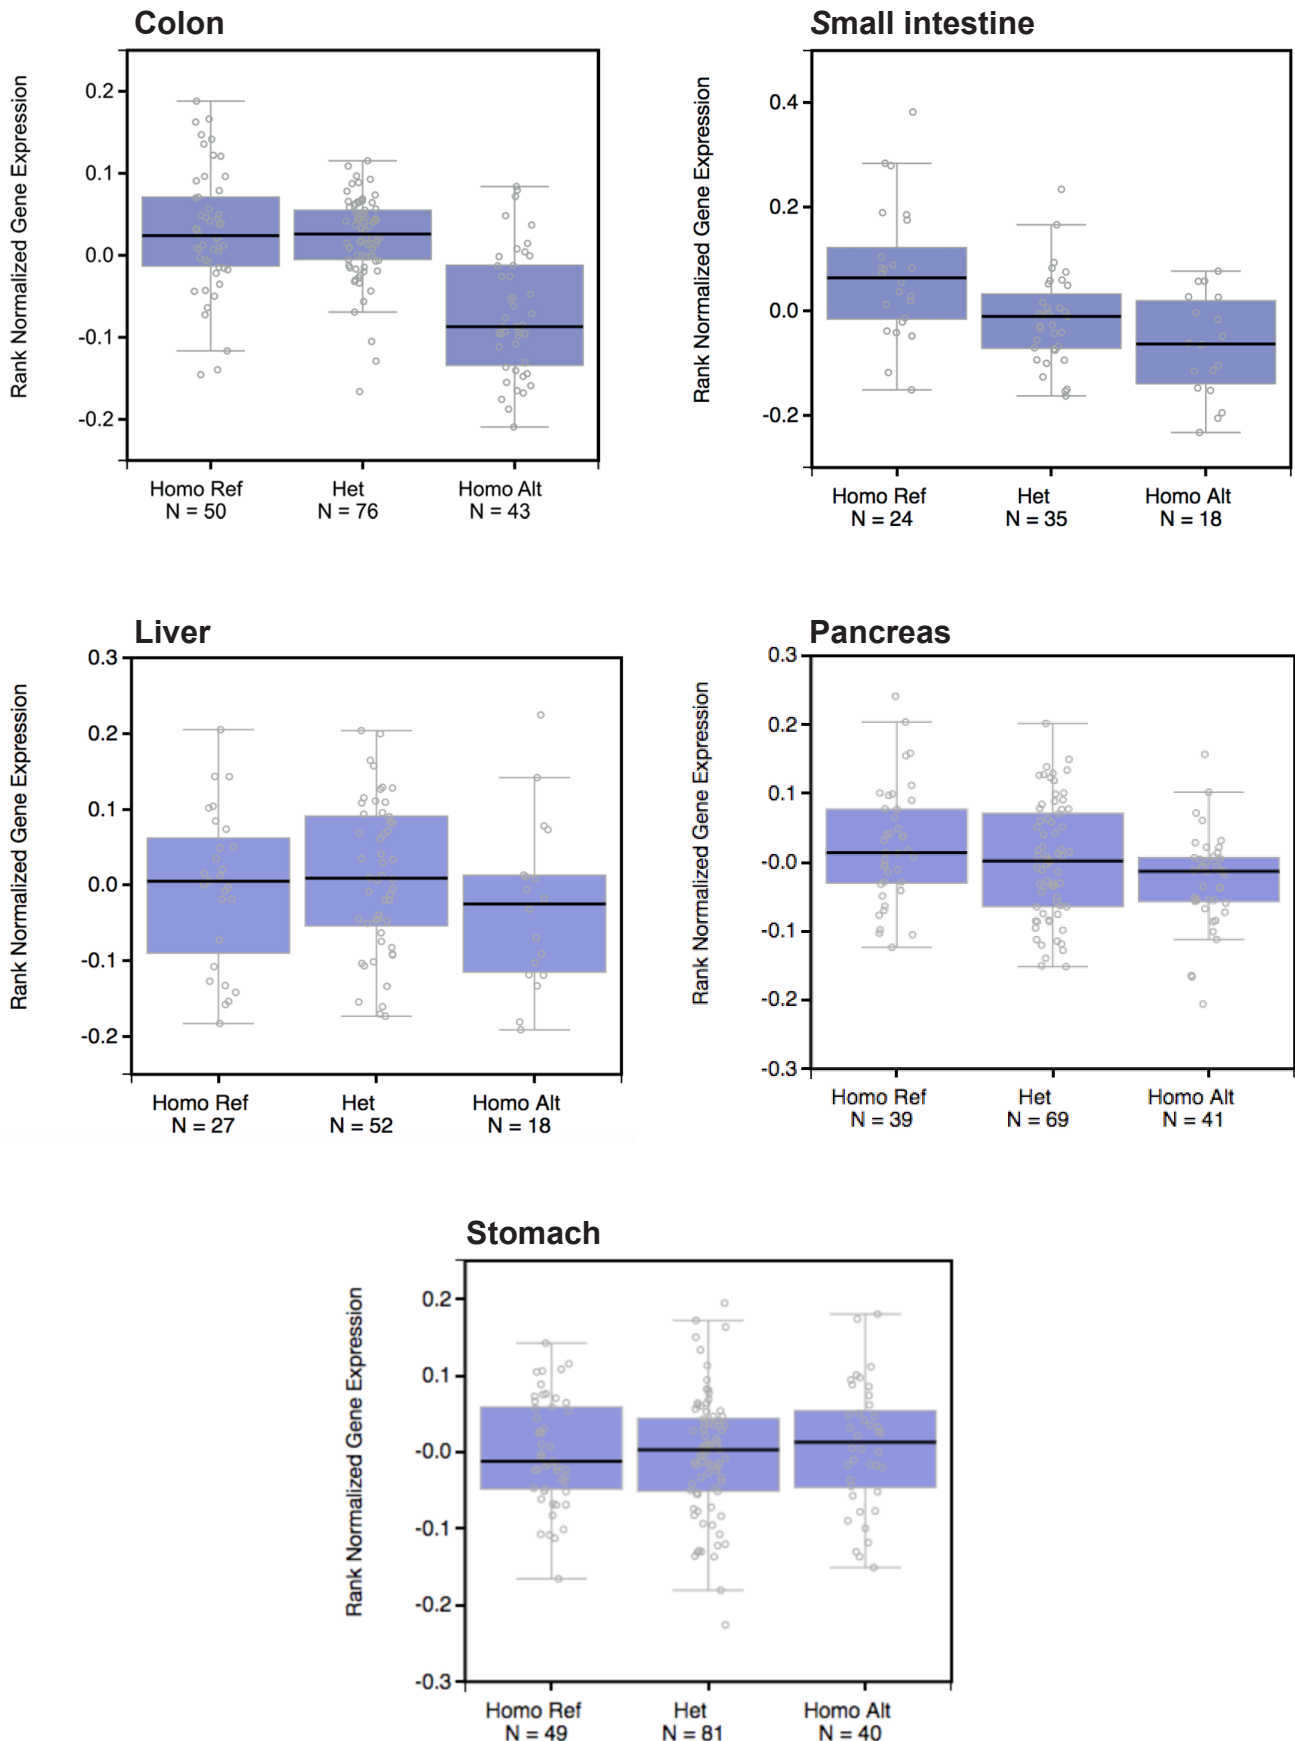 Colon
Rank Normalized Gene Expression
0.2
0.1
0.0
-0.1
-0.2
Homo Ref
N = 50
Het
N = 76
Homo Alt
N = 43
Small intestine
Rank Normalized Gene Expression
0.4
0.2
0.0
-0.2
Homo Ref
N = 24
Het
N = 35
Homo Alt
N = 18
Liver
Rank Normalized Gene Expression
0.3
0.2
0.1
0.0
-0.1
-0.2
Homo Ref
N = 27
Het
N = 52
Homo Alt
N = 18
Pancreas
Rank Normalized Gene Expression
0.3
0.2
0.1
-0.0
-0.1
-0.2
-0.3
Homo Ref
N = 39
Het
N = 69
Homo Alt
N = 41
Stomach
Rank Normalized Gene Expression
0.2
0.1
-0.0
-0.1
-0.2
-0.3
Homo Ref
N = 49
Het
N = 81
Homo Alt
N = 40